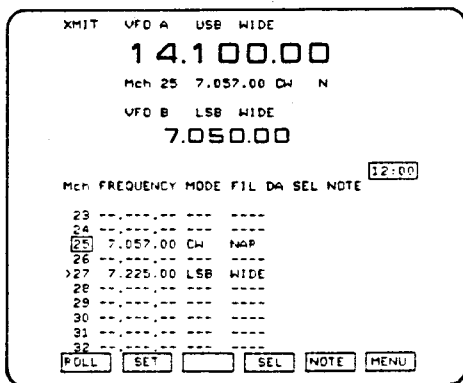 XMIT VFO A USB WIDE
14.100.00
Mch 25 7.057.00 CW N
VFO B LSB WIDE
7.050.00
12:00
Mch FREQUENCY MODE FIL DA SEL NOTE
23 --.---.-- --- ----
24 --.---.-- --- ----
25 7.057.00 CW NAR
26 --.---.-- --- ----
>27 7.225.00 LSB WIDE
28 --.---.-- --- ----
29 --.---.-- --- ----
30 --.---.-- --- ----
31 --.---.-- --- ----
32 --.---.-- --- ----
ROLL SET SEL NOTE MENU